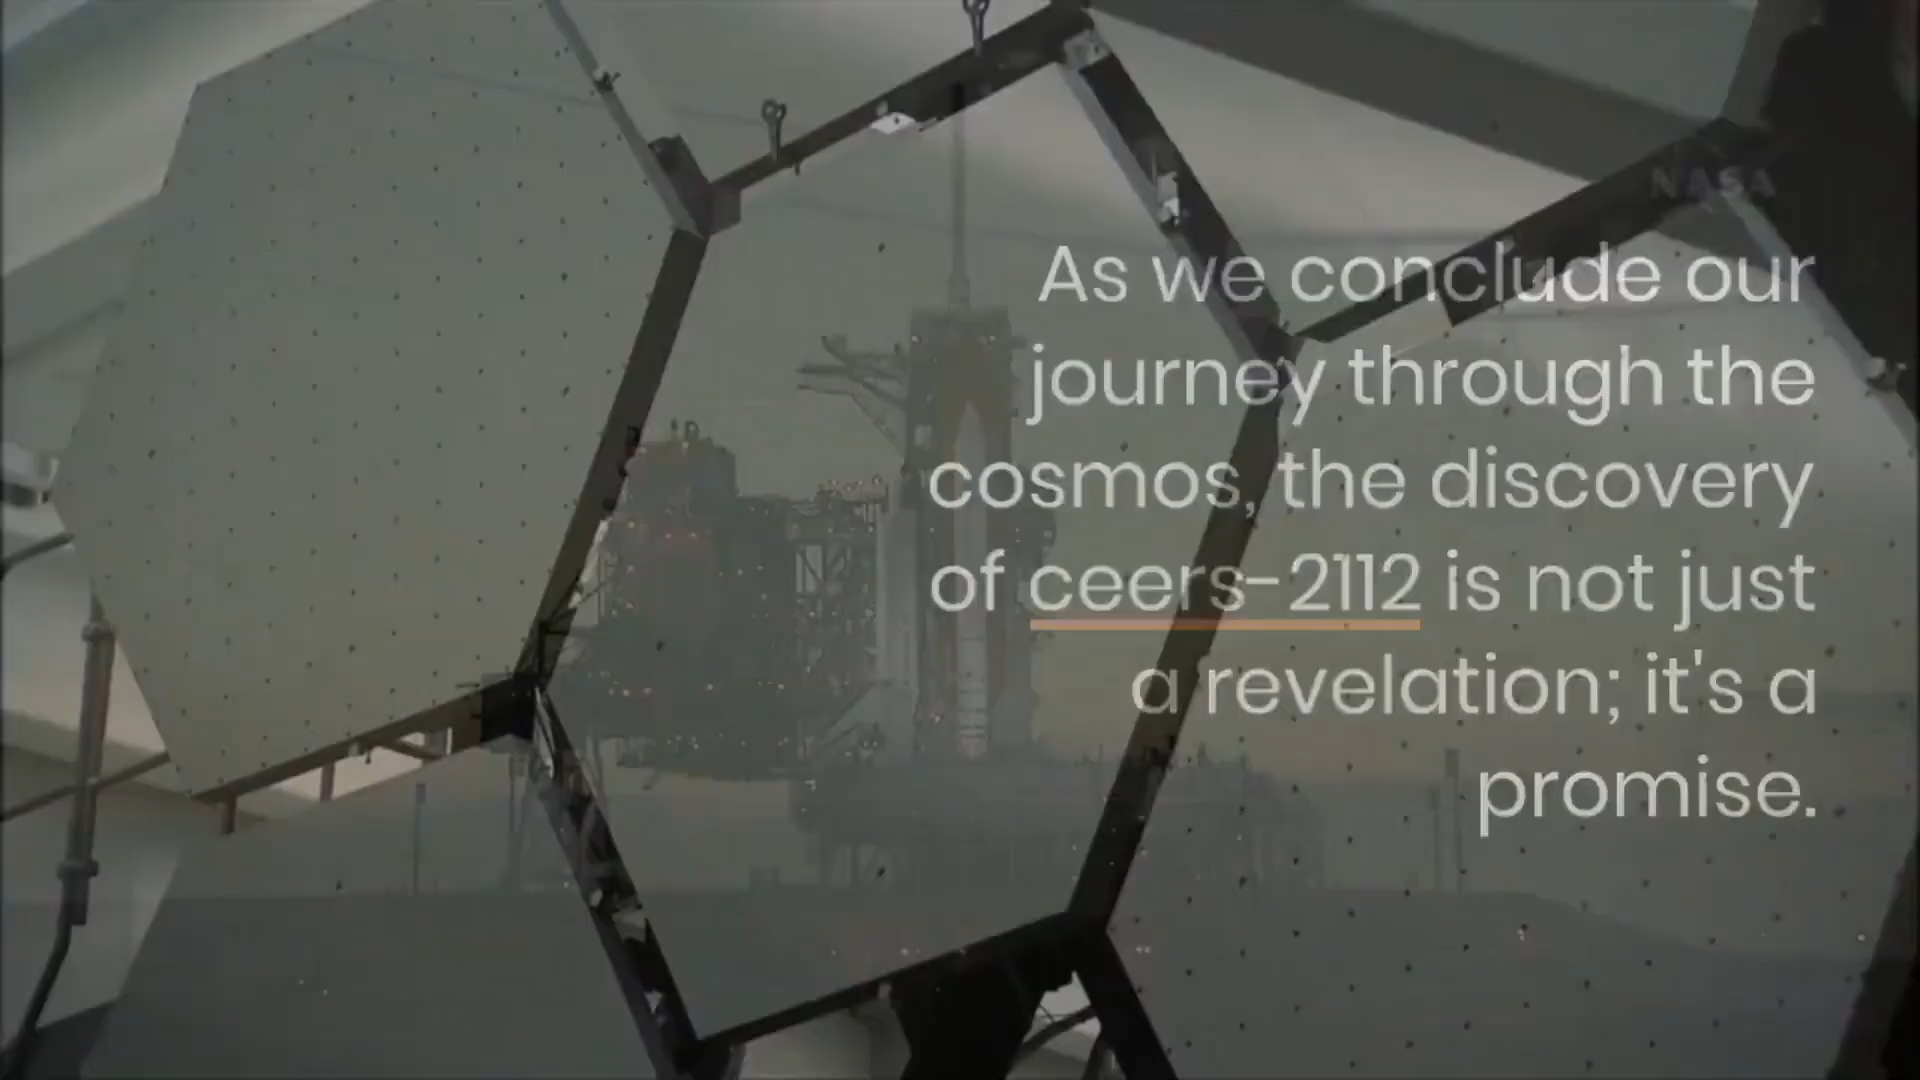 NASA
As we conclude our
journey through the
cosmos, the discovery
of ceers-2112 is not just
a revelation; it's a
promise.